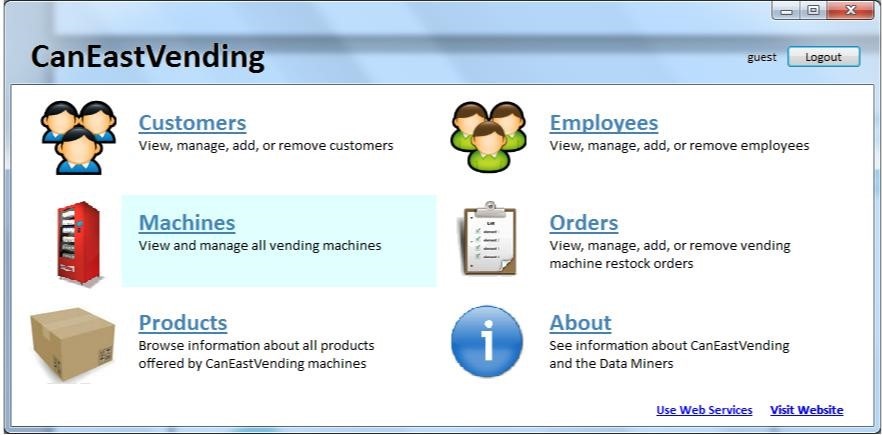 CanEastVending
guest
Logout
Customers
View, manage, add, or remove customers
Employees
View, manage, add, or remove employees
Machines
View and manage all vending machines
Orders
View, manage, add, or remove vending
machine restock orders
Products
Browse information about all products
offered by CanEastVending machines
About
See information about CanEastVending
and the Data Miners
Use Web Services
Visit Website